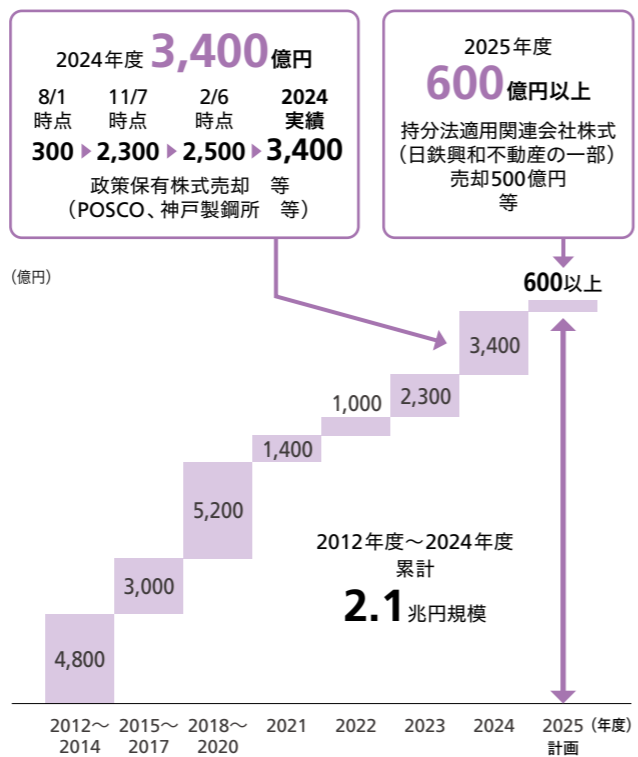 2024年度 3,400億円
8/1 11/7 2/6 2024
時点 時点 時点 実績
300 ▶ 2,300 ▶ 2,500 ▶ 3,400
政策保有株式売却 等
（POSCO、神戸製鋼所 等）
2025年度
600億円以上
持分法適用関連会社株式
（日鉄興和不動産の一部）
売却500億円
等
（億円）
600以上
3,400
2,300
1,000
1,400
5,200
3,000
4,800
2012年度～2024年度
累計
2.1兆円規模
2012～ 2015～ 2018～ 2021 2022 2023 2024 2025（年度）
2014 2017 2020 計画